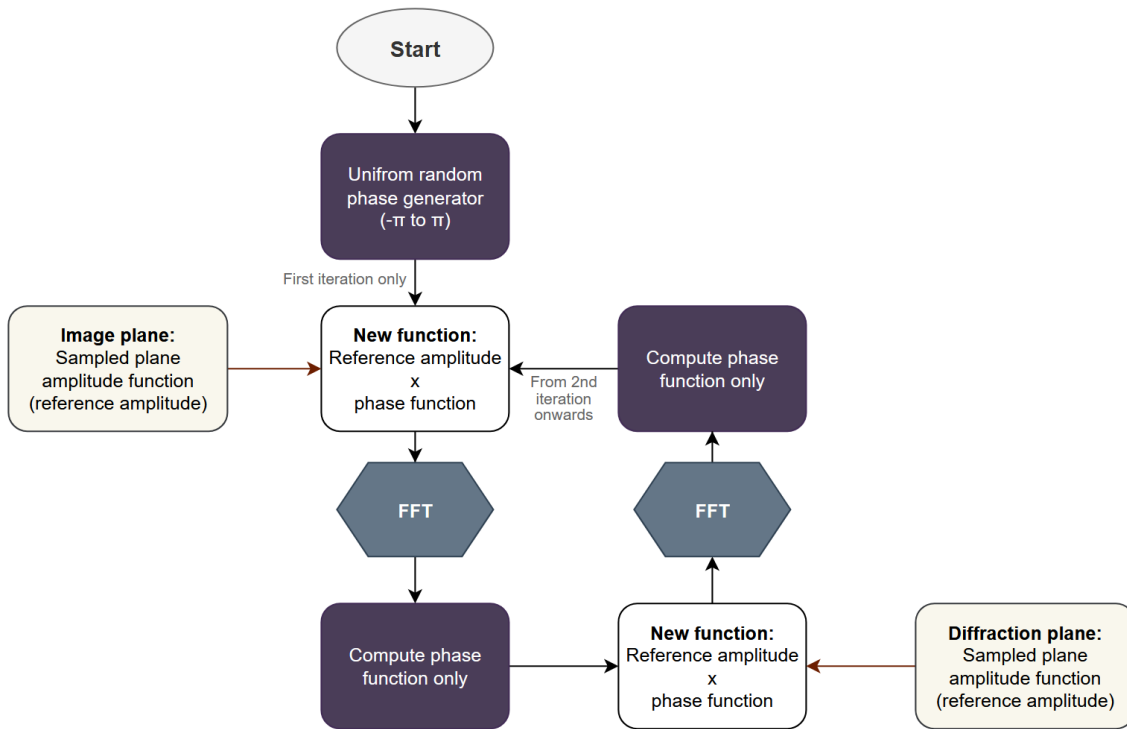 Start
Unifrom random
phase generator
(-π to π)
First iteration only
Image plane:
Sampled plane
amplitude function
(reference amplitude)
New function:
Reference amplitude
x
phase function
From 2nd
iteration
onwards
Compute phase
function only
FFT
FFT
Compute phase
function only
New function:
Reference amplitude
x
phase function
Diffraction plane:
Sampled plane
amplitude function
(reference amplitude)